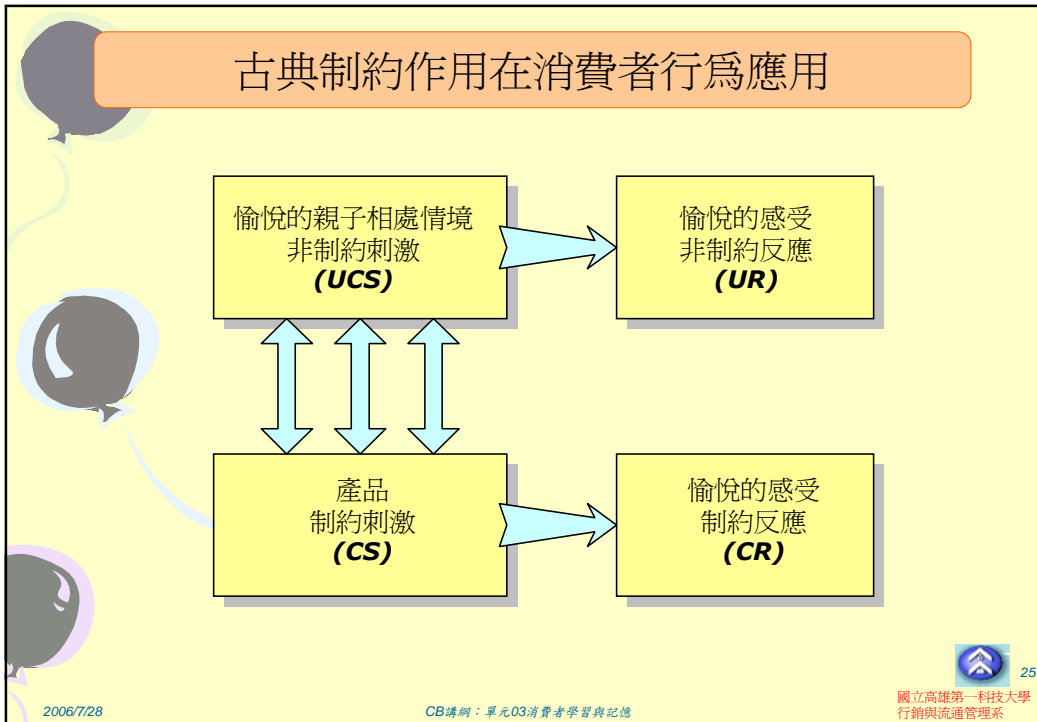 古典制約作用在消費者行為應用
愉悅的親子相處情境
非制約刺激
(UCS)
愉悅的感受
非制約反應
(UR)
產品
制約刺激
(CS)
愉悅的感受
制約反應
(CR)
25
國立高雄第一科技大學
行銷與流通管理系
2006/7/28
CB講綱：單元03消費者學習與記憶